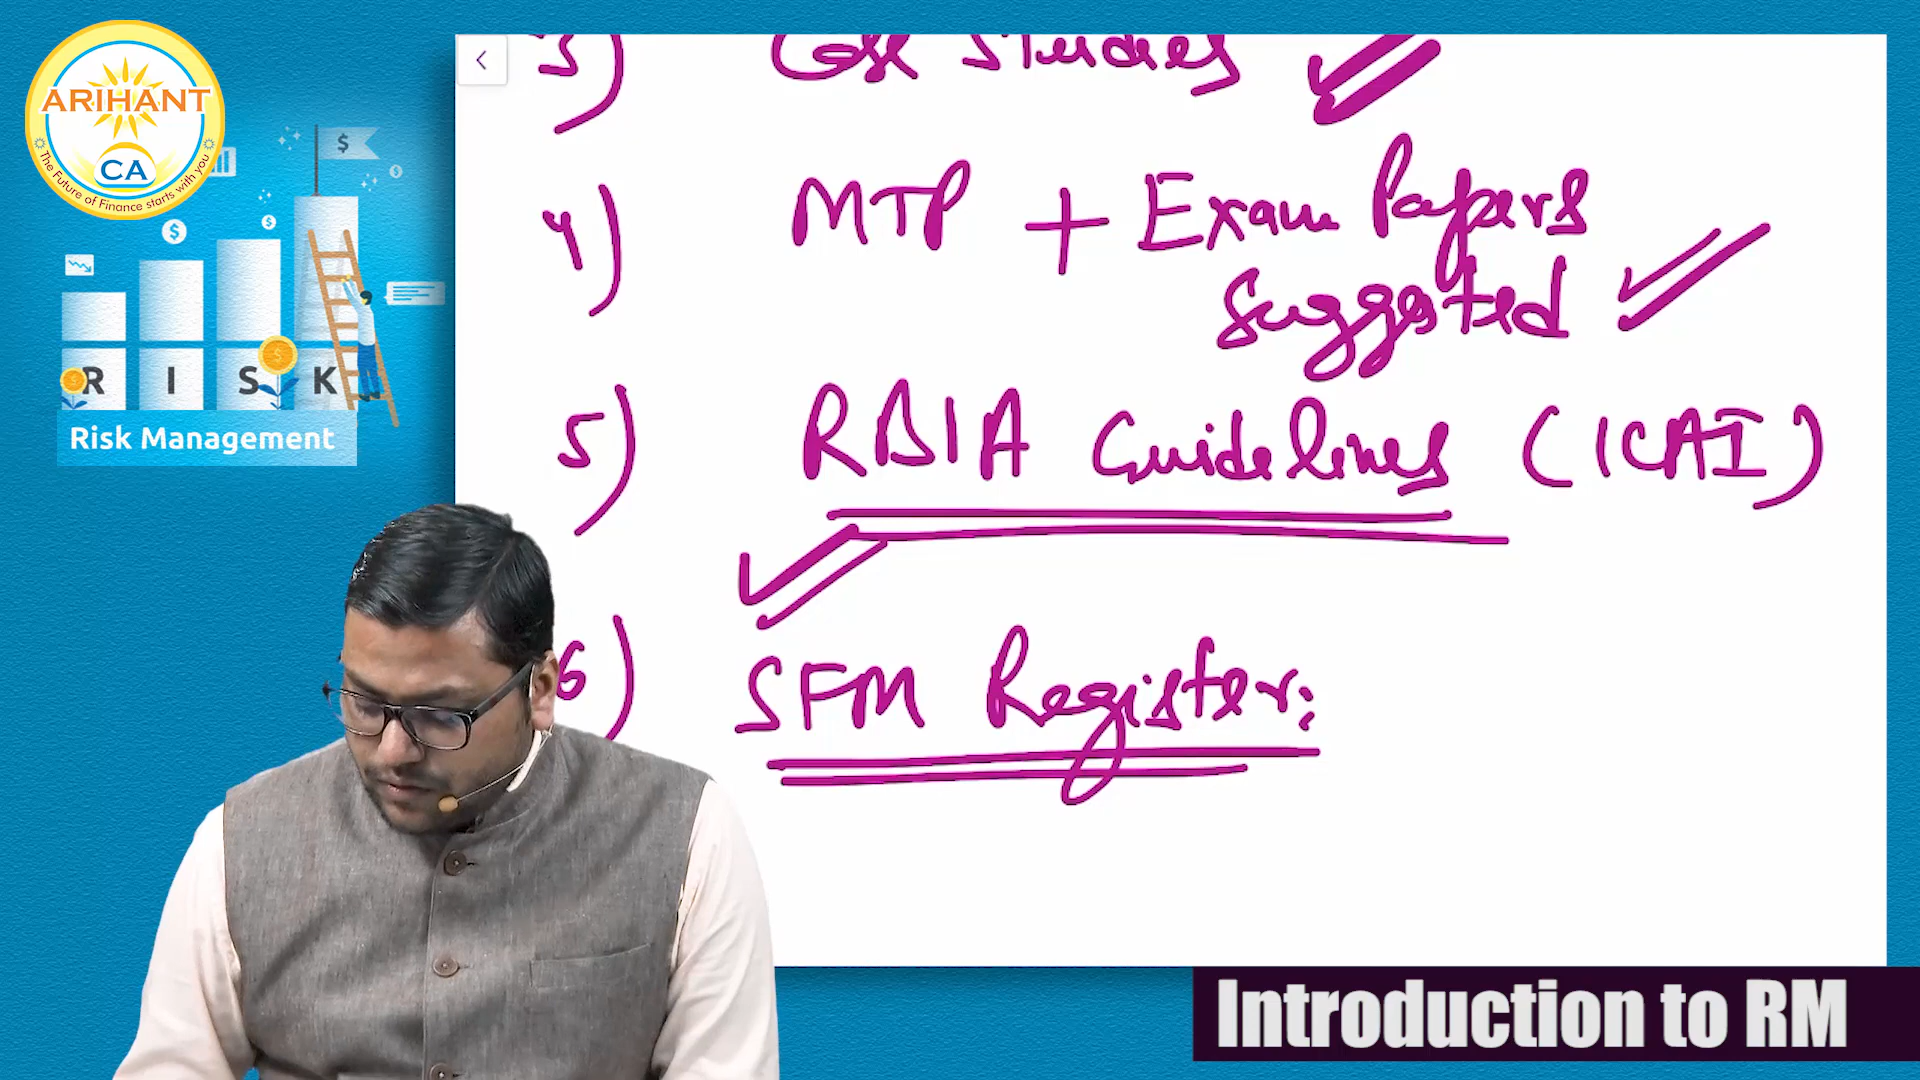 3) Case Studies
4) MTP + Exam Papers
Suggested
5) RBIA Guidelines (ICAI)
6) SFM Register:
ARIHANT
CA
The Future of Finance starts with you
RISK
Risk Management
Introduction to RM